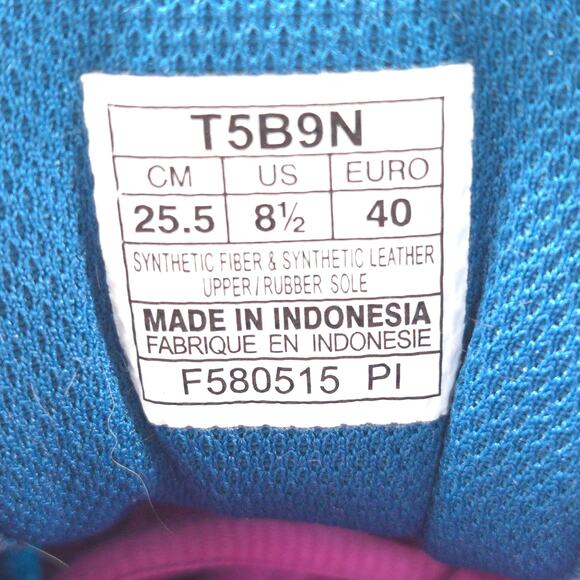 T5B9N
CM US EURO
25.5 8½ 40
SYNTHETIC FIBER & SYNTHETIC LEATHER
UPPER/RUBBER SOLE
MADE IN INDONESIA
FABRIQUE EN INDONESIE
F580515 PI